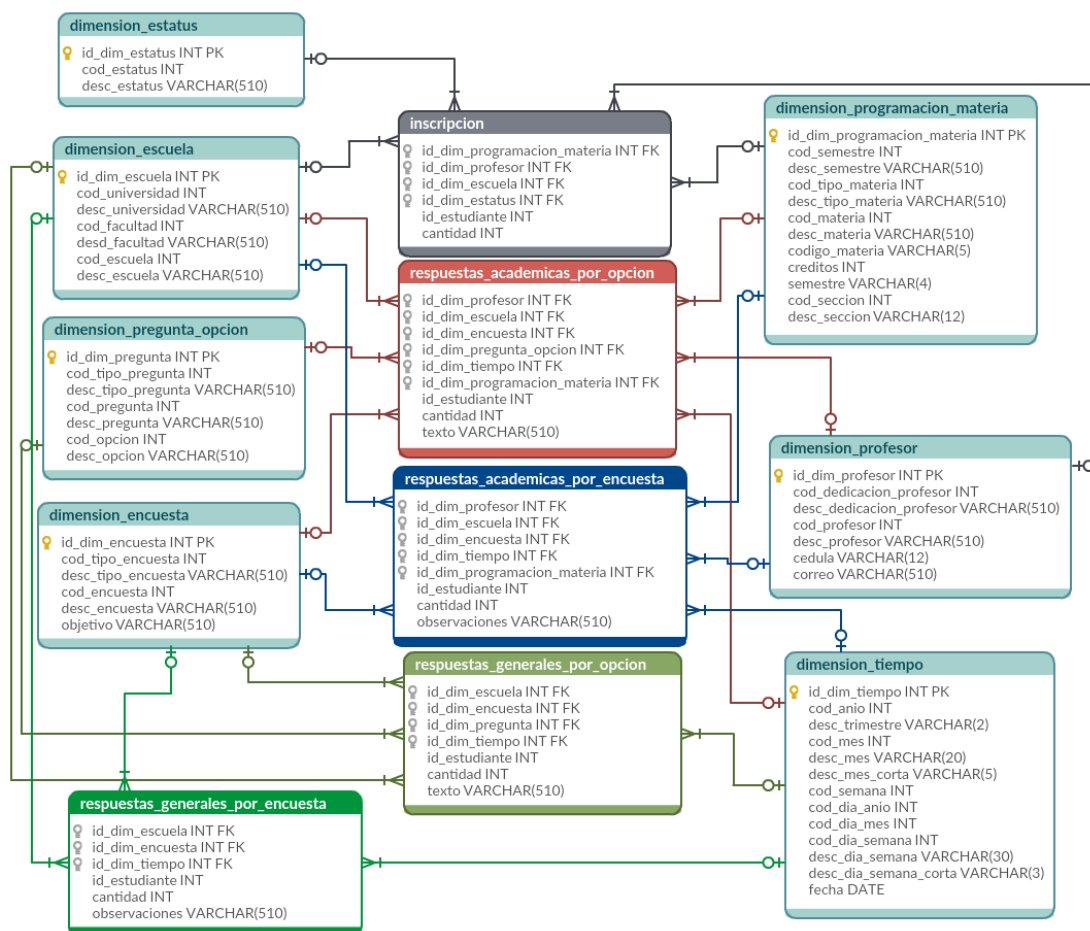 dimension_estatus
id_dim_estatus INT PK
cod_estatus INT
desc_estatus VARCHAR(510)
dimension_escuela
id_dim_escuela INT PK
cod_universidad INT
desc_universidad VARCHAR(510)
cod_facultad INT
desd_facultad VARCHAR(510)
cod_escuela INT
desc_escuela VARCHAR(510)
dimension_pregunta_opcion
id_dim_pregunta INT PK
cod_tipo_pregunta INT
desc_tipo_pregunta VARCHAR(510)
cod_pregunta INT
desc_pregunta VARCHAR(510)
cod_opcion INT
desc_opcion VARCHAR(510)
dimension_encuesta
id_dim_encuesta INT PK
cod_tipo_encuesta INT
desc_tipo_encuesta VARCHAR(510)
cod_encuesta INT
desc_encuesta VARCHAR(510)
objetivo VARCHAR(510)
respuestas_generales_por_encuesta
id_dim_escuela INT FK
id_dim_encuesta INT FK
id_dim_tiempo INT FK
id_estudiante INT
cantidad INT
observaciones VARCHAR(510)
inscripcion
id_dim_programacion_materia INT FK
id_dim_profesor INT FK
id_dim_escuela INT FK
id_dim_estatus INT FK
id_estudiante INT
cantidad INT
respuestas_academicas_por_opcion
id_dim_profesor INT FK
id_dim_escuela INT FK
id_dim_encuesta INT FK
id_dim_pregunta_opcion INT FK
id_dim_tiempo INT FK
id_dim_programacion_materia INT FK
id_estudiante INT
cantidad INT
texto VARCHAR(510)
respuestas_academicas_por_encuesta
id_dim_profesor INT FK
id_dim_escuela INT FK
id_dim_encuesta INT FK
id_dim_tiempo INT FK
id_dim_programacion_materia INT FK
id_estudiante INT
cantidad INT
observaciones VARCHAR(510)
respuestas_generales_por_opcion
id_dim_escuela INT FK
id_dim_encuesta INT FK
id_dim_pregunta INT FK
id_dim_tiempo INT FK
id_estudiante INT
cantidad INT
texto VARCHAR(510)
dimension_programacion_materia
id_dim_programacion_materia INT PK
cod_semestre INT
desc_semestre VARCHAR(510)
cod_tipo_materia INT
desc_tipo_materia VARCHAR(510)
cod_materia INT
desc_materia VARCHAR(510)
codigo_materia VARCHAR(5)
creditos INT
semestre VARCHAR(4)
cod_seccion INT
desc_seccion VARCHAR(12)
dimension_profesor
id_dim_profesor INT PK
cod_dedicacion_profesor INT
desc_dedicacion_profesor VARCHAR(510)
cod_profesor INT
desc_profesor VARCHAR(510)
cedula VARCHAR(12)
correo VARCHAR(510)
dimension_tiempo
id_dim_tiempo INT PK
cod_anio INT
desc_trimestre VARCHAR(2)
cod_mes INT
desc_mes VARCHAR(20)
desc_mes_corta VARCHAR(5)
cod_semana INT
cod_dia_anio INT
cod_dia_mes INT
cod_dia_semana INT
desc_dia_semana VARCHAR(30)
desc_dia_semana_corta VARCHAR(3)
fecha DATE